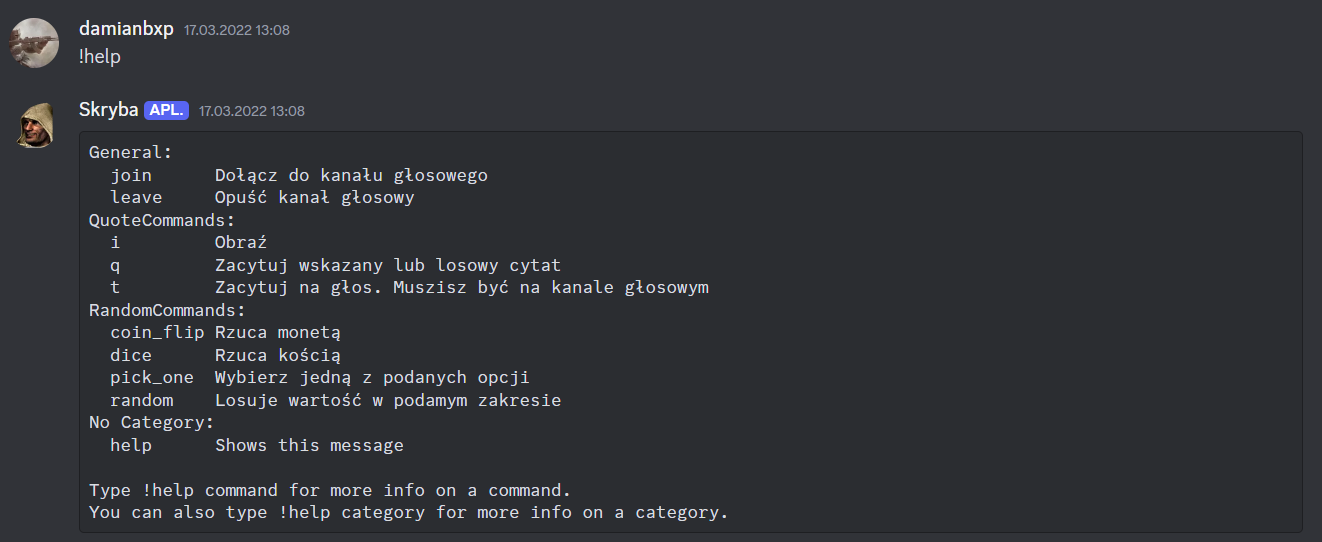 damianbxp 17.03.2022 13:08
!help
Skryba APL. 17.03.2022 13:08
General:
  join      Dołącz do kanału głosowego
  leave     Opuść kanał głosowy
QuoteCommands:
  i         Obraź
  q         Zacytuj wskazany lub losowy cytat
  t         Zacytuj na głos. Muszisz być na kanale głosowym
RandomCommands:
  coin_flip Rzuca monetą
  dice      Rzuca kością
  pick_one  Wybierz jedną z podanych opcji
  random    Losuje wartość w podamym zakresie
No Category:
  help      Shows this message
Type !help command for more info on a command.
You can also type !help category for more info on a category.